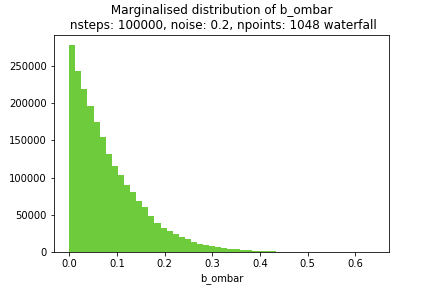 Marginalised distribution of b_ombar
nsteps: 100000, noise: 0.2, npoints: 1048 waterfall
250000
200000
150000
100000
50000
0
0.0 0.1 0.2 0.3 0.4 0.5 0.6
b_ombar